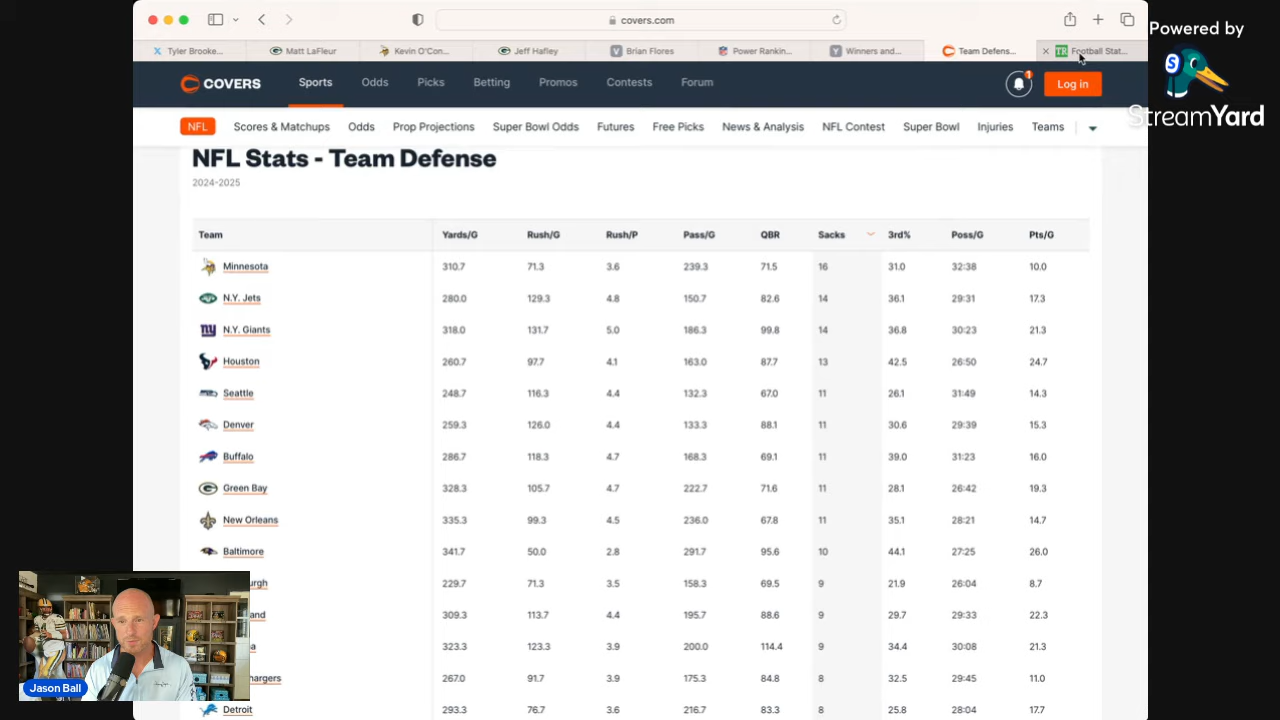 covers.com
Powered by
Tyler Brooke...
Matt LaFleur
Kevin O'Con...
Jeff Hafley
Brian Flores
Power Rankin...
Winners and...
Team Defens...
Football Stat...
COVERS
Sports
Odds
Picks
Betting
Promos
Contests
Forum
1
Log in
StreamYard
NFL
Scores & Matchups
Odds
Prop Projections
Super Bowl Odds
Futures
Free Picks
News & Analysis
NFL Contest
Super Bowl
Injuries
Teams
NFL Stats - Team Defense
2024-2025
Team Yards/G Rush/G Rush/P Pass/G QBR Sacks 3rd% Poss/G Pts/G
Minnesota 310.7 71.3 3.6 239.3 71.5 16 31.0 32:38 10.0
N.Y. Jets 280.0 129.3 4.8 150.7 82.6 14 36.1 29:31 17.3
N.Y. Giants 318.0 131.7 5.0 186.3 99.8 14 36.8 30:23 21.3
Houston 260.7 97.7 4.1 163.0 87.7 13 42.5 26:50 24.7
Seattle 248.7 116.3 4.4 132.3 67.0 11 26.1 31:49 14.3
Denver 259.3 126.0 4.4 133.3 88.1 11 30.6 29:39 15.3
Buffalo 286.7 118.3 4.7 168.3 69.1 11 39.0 31:23 16.0
Green Bay 328.3 105.7 4.7 222.7 71.6 11 28.1 26:42 19.3
New Orleans 335.3 99.3 4.5 236.0 67.8 11 35.1 28:21 14.7
Baltimore 341.7 50.0 2.8 291.7 95.6 10 44.1 27:25 26.0
urgh 229.7 71.3 3.5 158.3 69.5 9 21.9 26:04 8.7
and 309.3 113.7 4.4 195.7 88.6 9 29.7 29:33 22.3
a 323.3 123.3 3.9 200.0 114.4 9 34.4 30:08 21.3
hargers 267.0 91.7 3.9 175.3 84.8 8 32.5 29:45 11.0
Detroit 293.3 76.7 3.6 216.7 83.3 8 25.8 28:04 17.7
Jason Ball